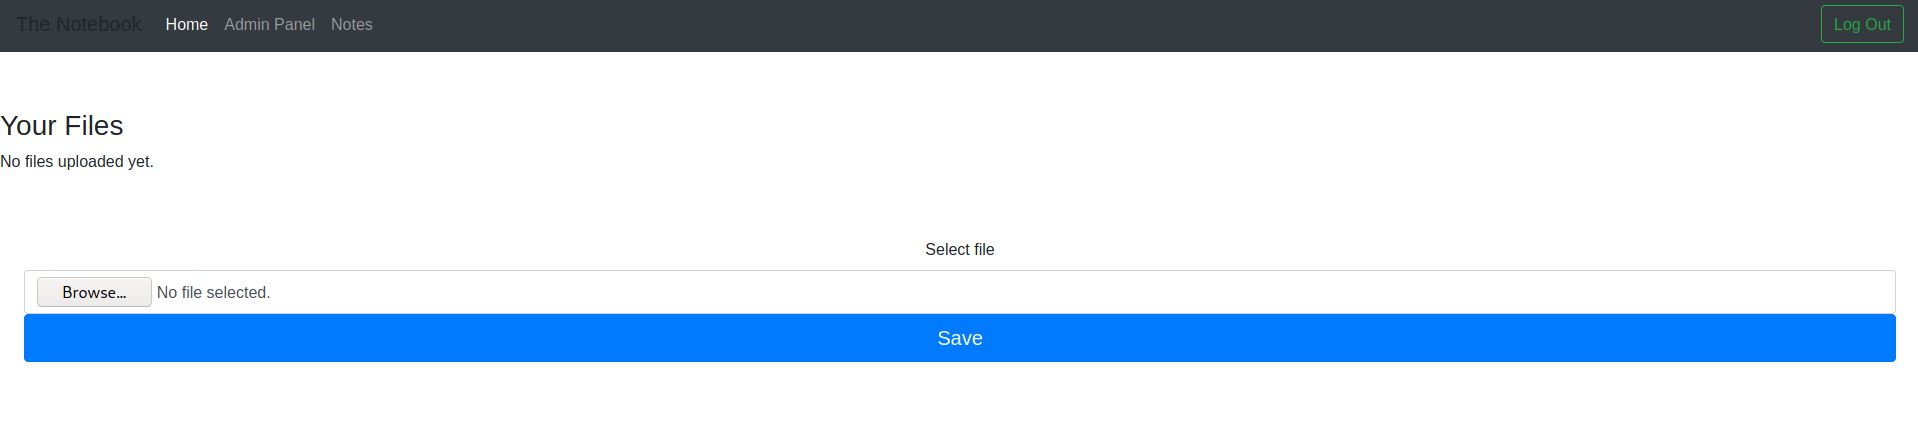 The Notebook Home Admin Panel Notes Log Out
Your Files
No files uploaded yet.
Select file
Browse... No file selected.
Save